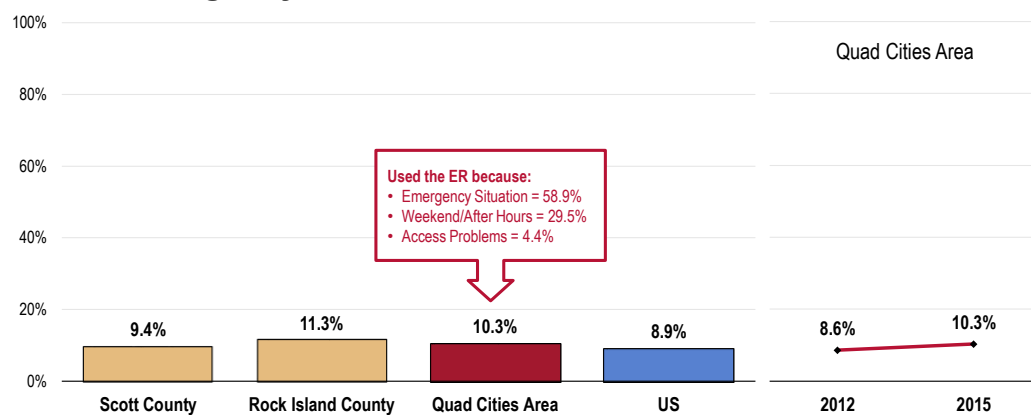 100%
80%
60%
40%
20%
0%
Quad Cities Area
Used the ER because:
• Emergency Situation = 58.9%
• Weekend/After Hours = 29.5%
• Access Problems = 4.4%
9.4%
11.3%
10.3%
8.9%
8.6%
10.3%
Scott County
Rock Island County
Quad Cities Area
US
2012
2015